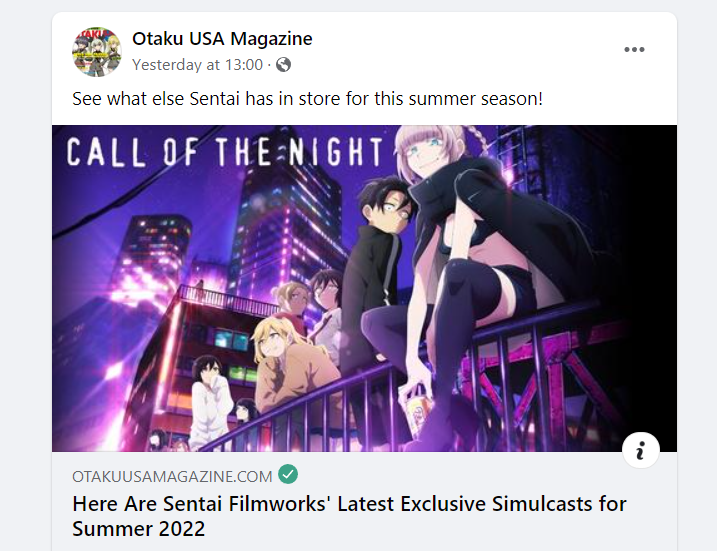 Otaku USA Magazine
Yesterday at 13:00 ·
See what else Sentai has in store for this summer season!
CALL OF THE NIGHT
OTAKUUSAMAGAZINE.COM
Here Are Sentai Filmworks' Latest Exclusive Simulcasts for
Summer 2022